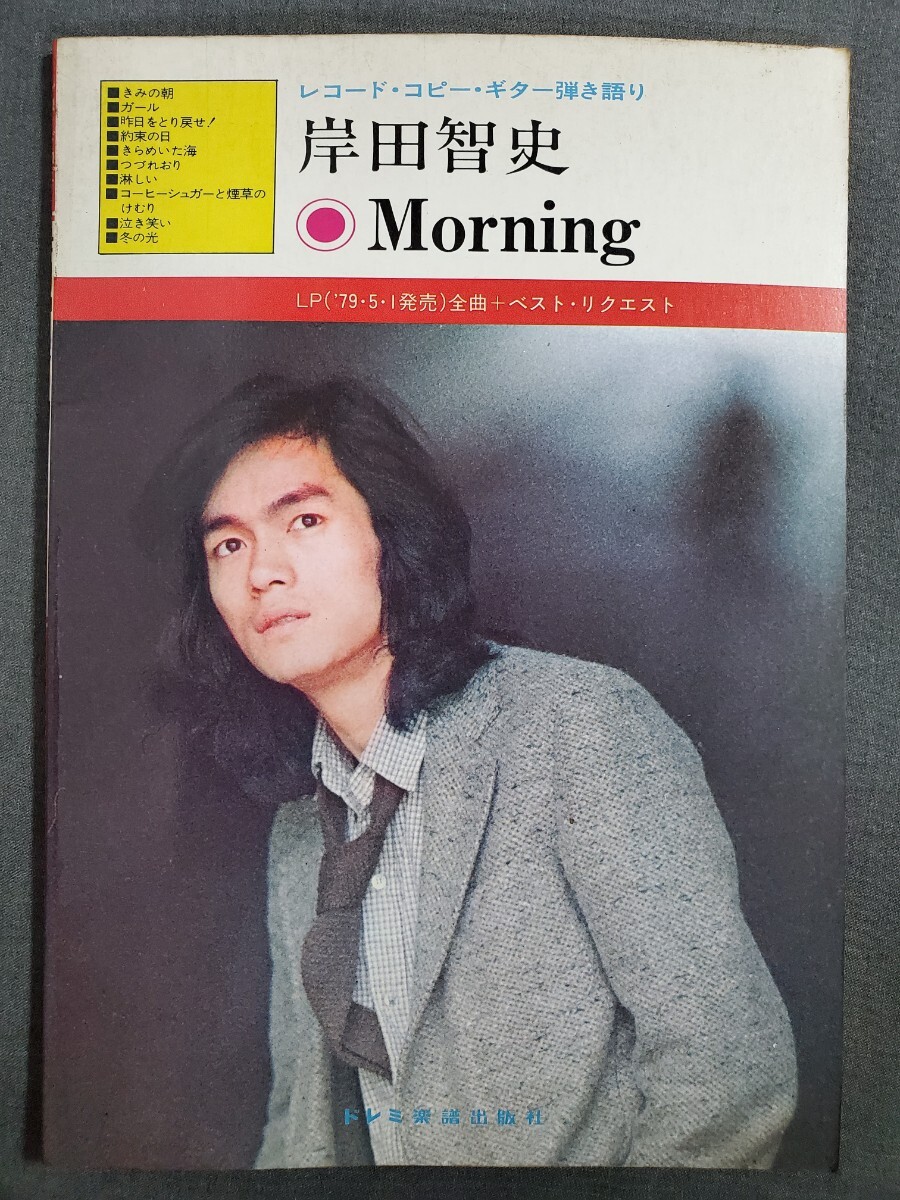 ■きみの朝
■ガール
■昨日をとり戻せ!
■約束の日
■きらめいた海
■つづれおり
■淋しい
■コーヒーシュガーと煙草の
けむり
■泣き笑い
■冬の光
レコード・コピー・ギター弾き語り
岸田智史
Morning
LP('79・5・1発売)全曲+ベスト・リクエスト
ドレミ楽譜出版社